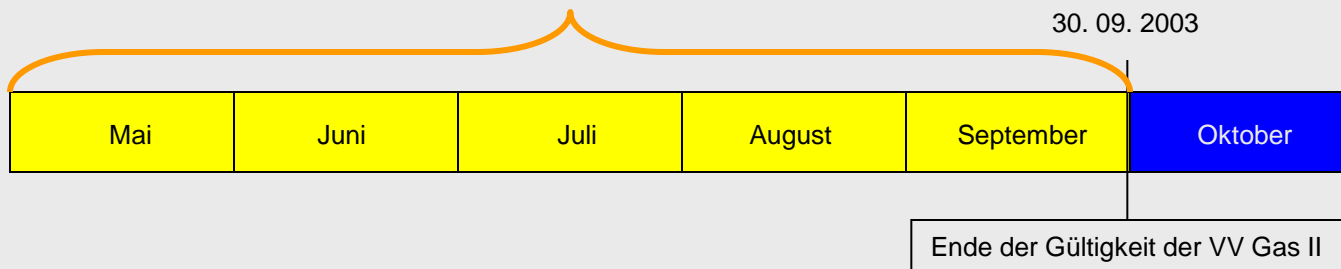 30. 09. 2003
Mai Juni Juli August September Oktober
Ende der Gültigkeit der VV Gas II